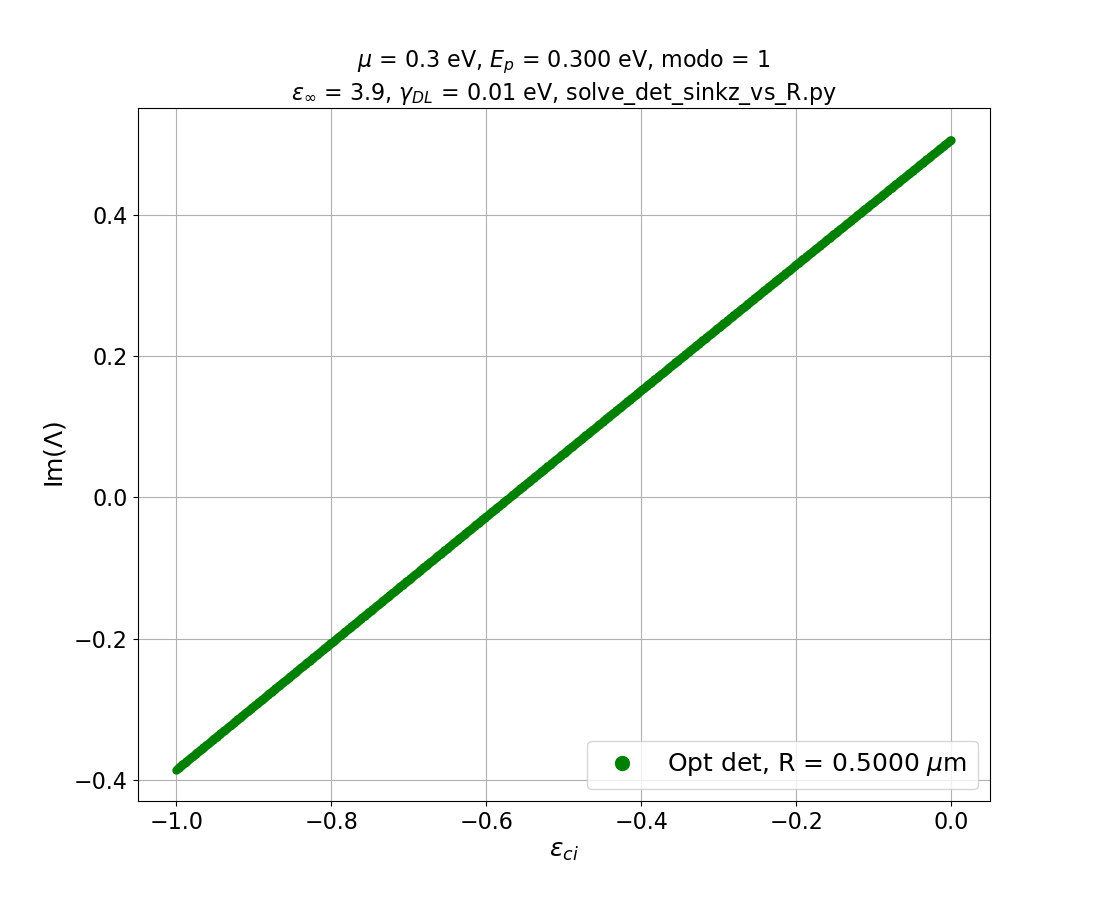 μ = 0.3 eV, E_p = 0.300 eV, modo = 1
ε_∞ = 3.9, γ_DL = 0.01 eV, solve_det_sinkz_vs_R.py
Im(Λ)
0.4
0.2
0.0
−0.2
−0.4
Opt det, R = 0.5000 μm
−1.0 −0.8 −0.6 −0.4 −0.2 0.0
ε_ci